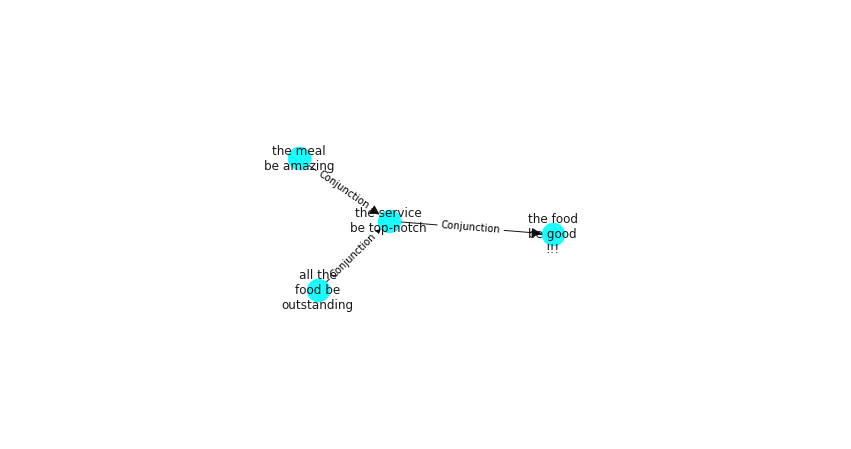 the meal
be amazing
Conjunction
the service
be top-notch
Conjunction
the food
be good
!!!
Conjunction
all the
food be
outstanding